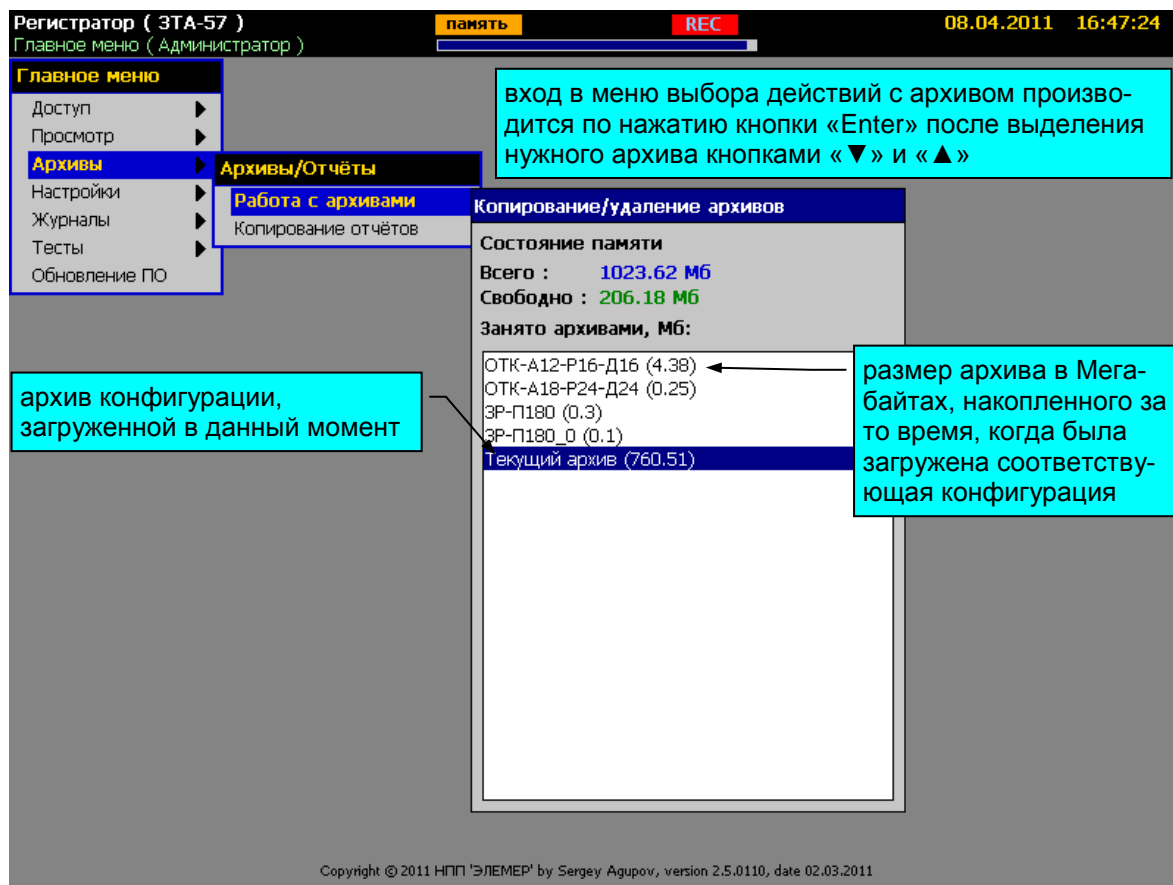 Регистратор ( ЗТА-57 )
память
REC
08.04.2011 16:47:24
Главное меню ( Администратор )
Главное меню
Доступ
Просмотр
Архивы
Настройки
Журналы
Тесты
Обновление ПО
Архивы/Отчёты
Работа с архивами
Копирование отчётов
вход в меню выбора действий с архивом произво-
дится по нажатию кнопки «Enter» после выделения
нужного архива кнопками «▼» и «▲»
Копирование/удаление архивов
Состояние памяти
Всего : 1023.62 Мб
Свободно : 206.18 Мб
Занято архивами, Мб:
ОТК-А12-Р16-Д16 (4.38)
ОТК-А18-Р24-Д24 (0.25)
ЗР-П180 (0.3)
ЗР-П180_0 (0.1)
Текущий архив (760.51)
архив конфигурации,
загруженной в данный момент
размер архива в Мега-
байтах, накопленного за
то время, когда была
загружена соответству-
ющая конфигурация
Copyright © 2011 НПП 'ЭЛЕМЕР' by Sergey Agupov, version 2.5.0110, date 02.03.2011